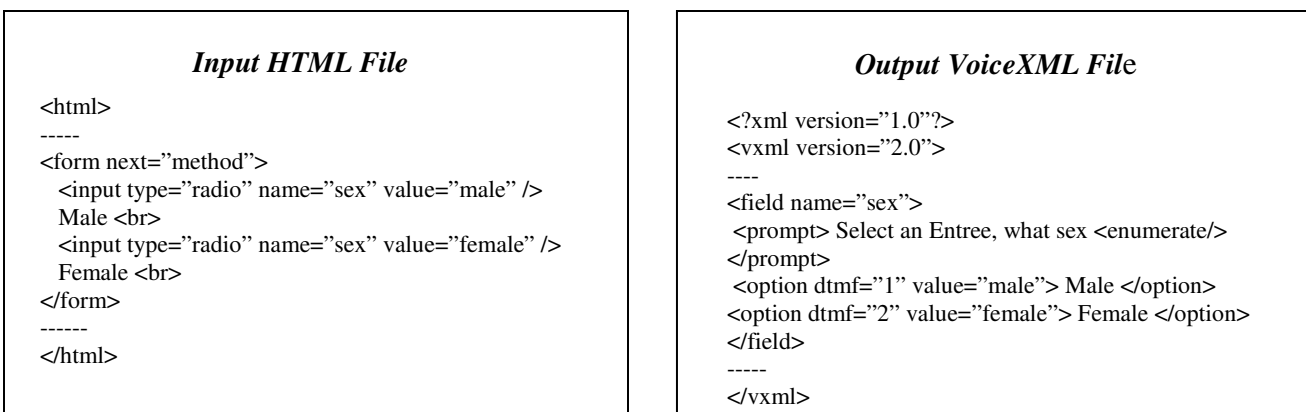 Input HTML File
<html>
-----
<form next=”method”>
<input type=”radio” name=”sex” value=”male” />
Male <br>
<input type=”radio” name=”sex” value=”female” />
Female <br>
</form>
------
</html>
Output VoiceXML File
<?xml version=”1.0”?>
<vxml version=”2.0”>
----
<field name=”sex”>
<prompt> Select an Entree, what sex <enumerate/>
</prompt>
<option dtmf=”1” value=”male”> Male </option>
<option dtmf=”2” value=”female”> Female </option>
</field>
-----
</vxml>